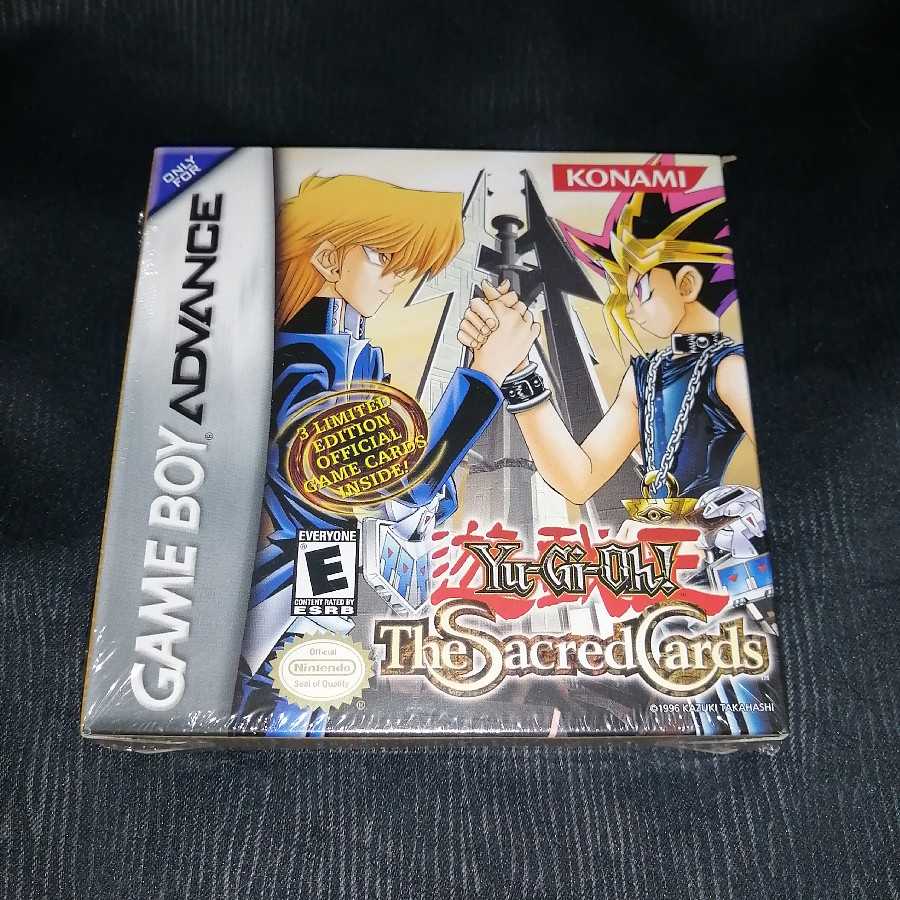 ONLY
FOR
GAME BOY® ADVANCE
KONAMI
3 LIMITED
EDITION
OFFICIAL
GAME CARDS
INSIDE!
EVERYONE
E
CONTENT RATED BY
ESRB
Official
Nintendo
Seal of Quality
®
遊戯王
Yu-Gi-Oh!
The Sacred Cards
©1996 KAZUKI TAKAHASHI